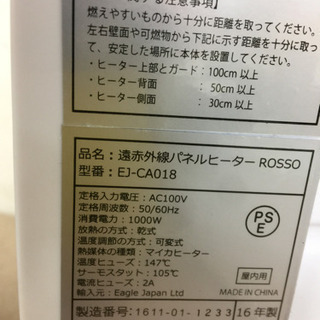 する注意事項】
燃えやすいものから十分に距離を取ってください。
左右壁面や可燃物から下記に示す距離を十分に取っ
て、安定した場所に本体を設置してください。
・ヒーター上部とガード：100cm 以上
・ヒーター背面 ：50cm 以上
・ヒーター側面 ：30cm 以上
品名：遠赤外線パネルヒーター ROSSO
型番：EJ-CA018
定格入力電圧：AC100V
定格周波数：50/60Hz
消費電力：1000W
放熱の方式：乾式
温度調節の方式：可変式
熱媒体の種類：マイカヒーター
温度ヒューズ：147℃
サーモスタット：105℃
電流ヒューズ：2A
輸入元：Eagle Japan Ltd
PSE
屋内用
MADE IN CHINA
製造番号：1611-01-1233
16 年製